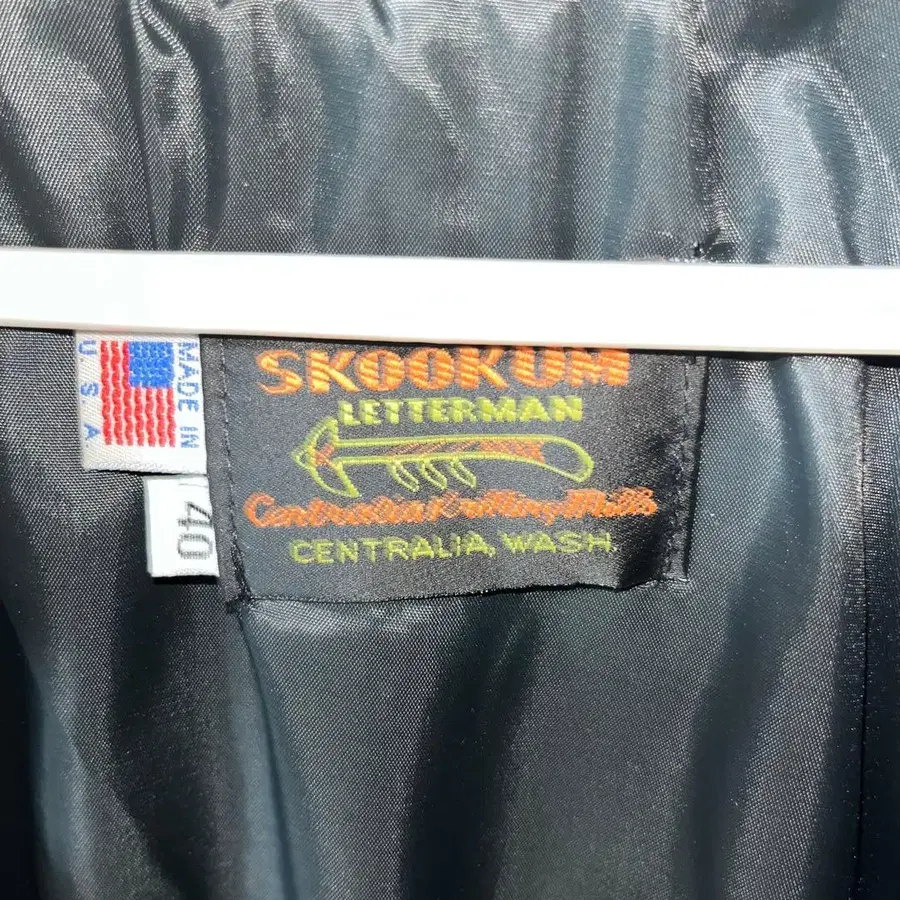 SKOOKUM
LETTERMAN
Centralia Knitting Mills
CENTRALIA, WASH.
MADE IN
U S A
40